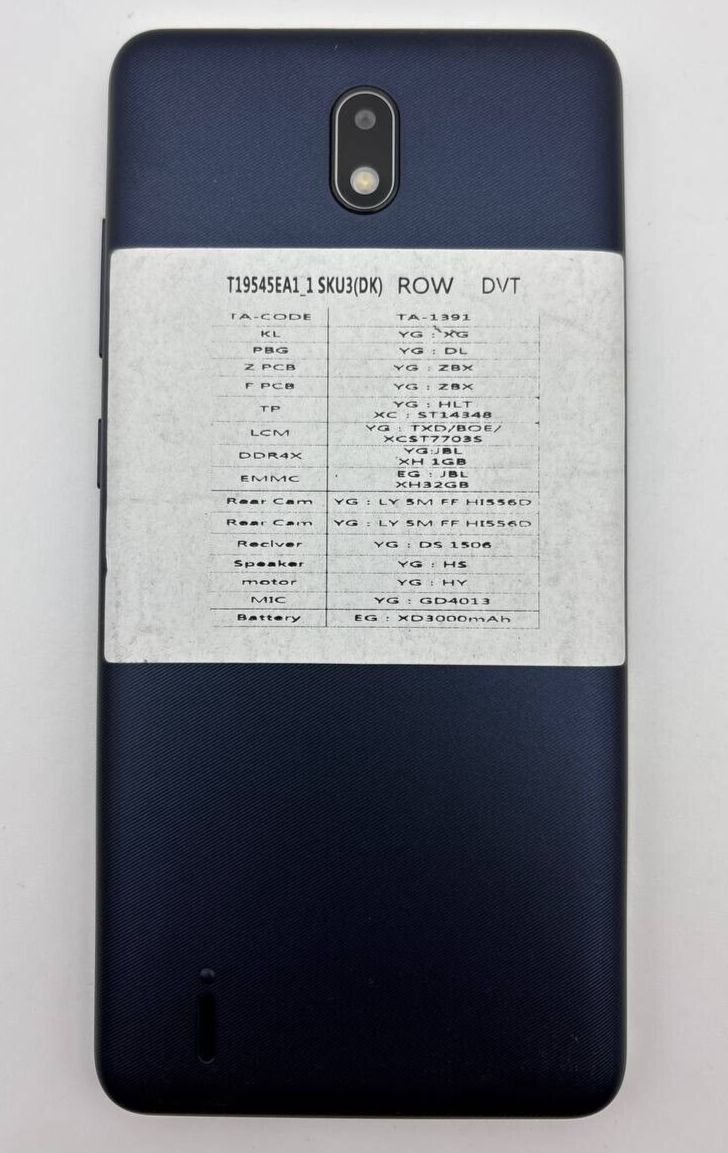 T19545EA1_1 SKU3(DK) ROW DVT
TA-CODE TA-1391
KL YG : XG
PBG YG : DL
Z PCB YG : ZBX
F PCB YG : ZBX
TP YG : HLT
XC : ST14348
LCM YG : TXD/BOE/
XCST7703S
DDR4X YG:JBL
XH 1GB
EMMC EG : JBL
XH32GB
Rear Cam YG : LY 5M FF HI556D
Rear Cam YG : LY 5M FF HI556D
Reciver YG : DS 1506
Speaker YG : HS
motor YG : HY
MIC YG : GD4013
Battery EG : XD3000mAh